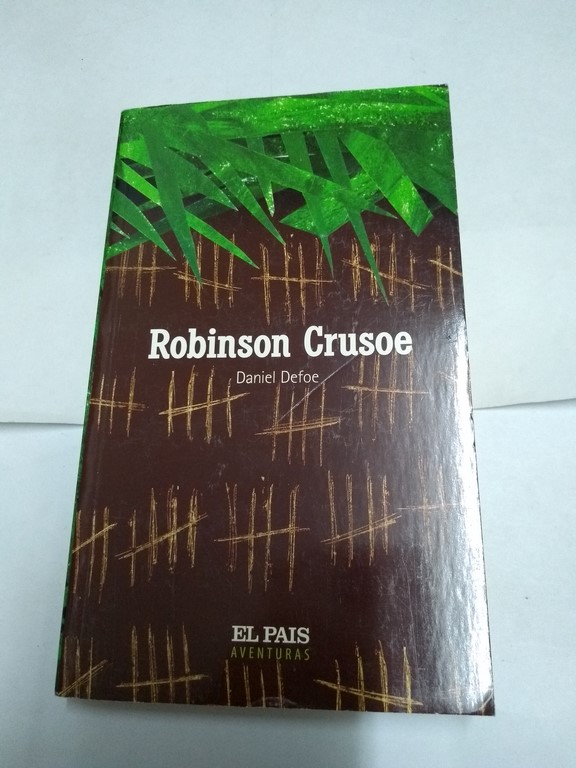 Robinson Crusoe
Daniel Defoe
EL PAIS
AVENTURAS